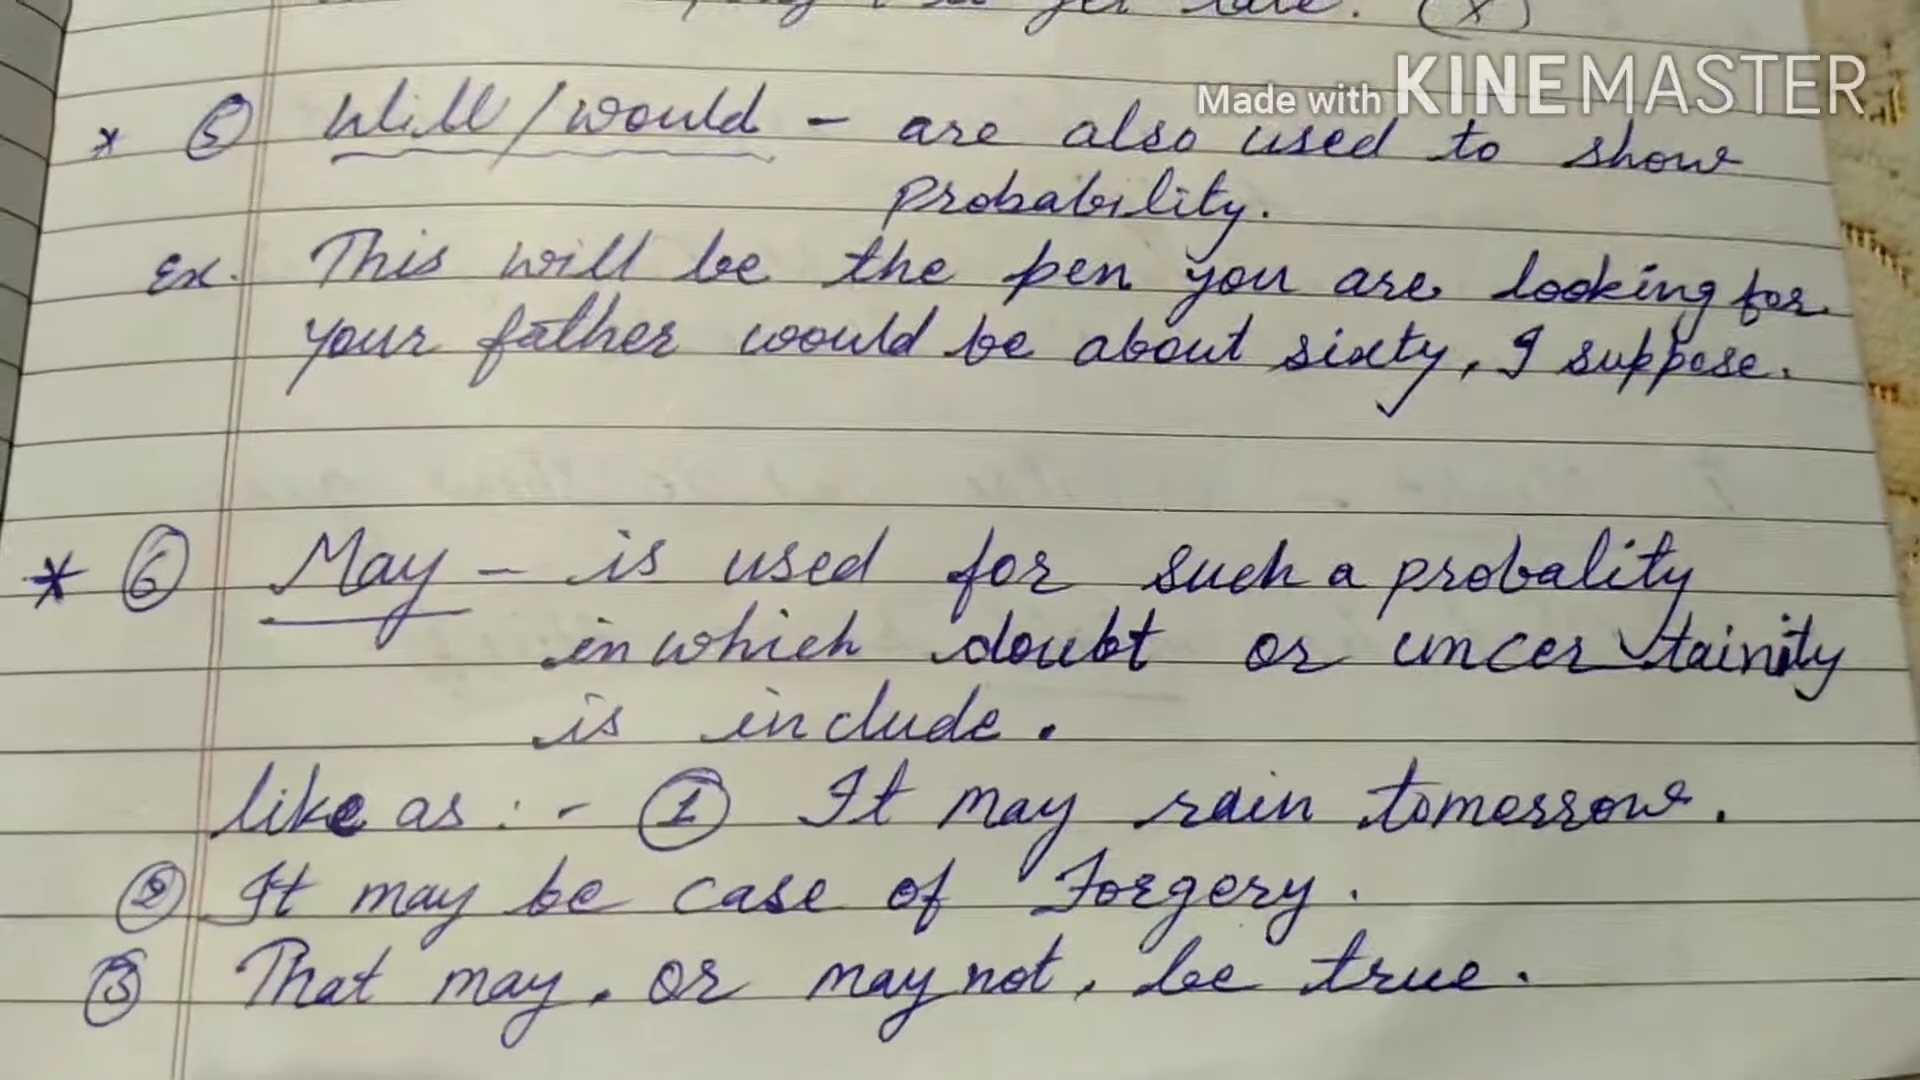 Made with KINEMASTER
* 5 Will/would - are also used to show
probability.
Ex. This will be the pen you are looking for
your father would be about sixty, I suppose.
* 6 May - is used for such a probality
in which doubt or uncertainity
is include.
like as :- 1 It may rain tomorrow.
2 It may be case of Forgery.
3 That may, or may not, be true.